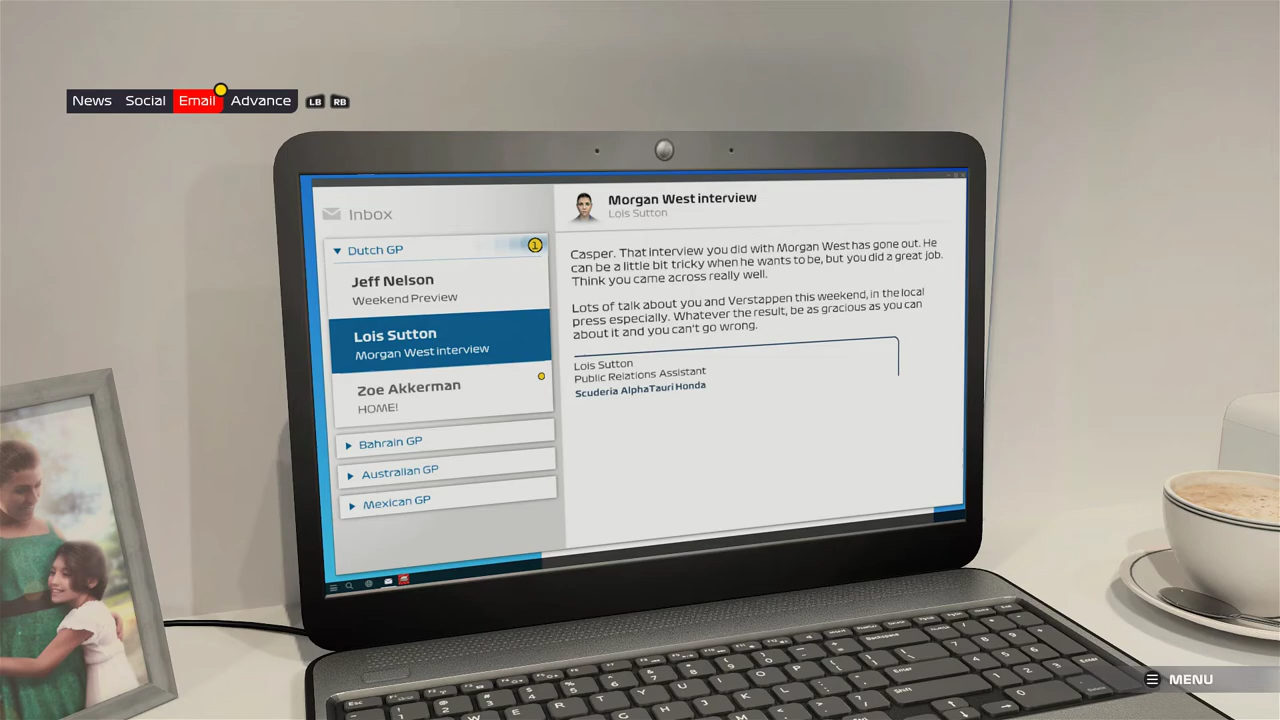 News Social Email Advance LB RB
Inbox
Dutch GP 1
Jeff Nelson
Weekend Preview
Lois Sutton
Morgan West interview
Zoe Akkerman
HOME!
Bahrain GP
Australian GP
Mexican GP
Morgan West interview
Lois Sutton
Casper. That interview you did with Morgan West has gone out. He
can be a little bit tricky when he wants to be, but you did a great job.
Think you came across really well.
Lots of talk about you and Verstappen this weekend, in the local
press especially. Whatever the result, be as gracious as you can
about it and you can't go wrong.
Lois Sutton
Public Relations Assistant
Scuderia AlphaTauri Honda
MENU